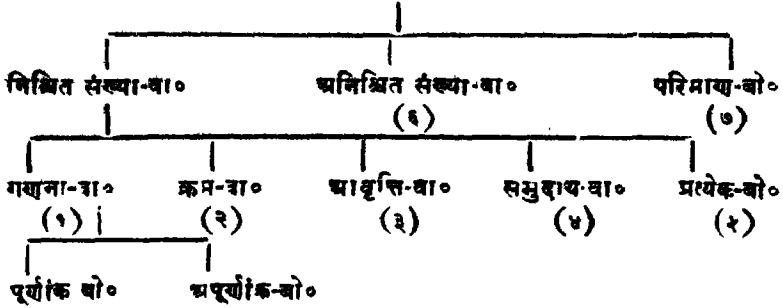 निश्चित संख्या-वा० अनिश्चित संख्या-वा० परिमाण-बो०
(६) (७)
गणना-वा० क्रम-वा० आवृत्ति-वा० समुदाय-वा० प्रत्येक-बो०
(१) (२) (३) (४) (५)
पूर्णांक बो० अपूर्णांक-बो०